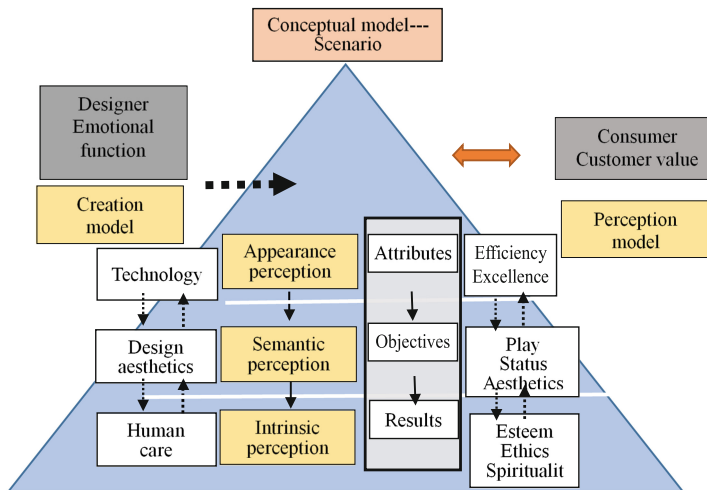 Conceptual model---
Scenario
Designer
Emotional
function
Consumer
Customer value
Creation
model
Perception
model
Technology
Appearance
perception
Attributes
Efficiency
Excellence
Design
aesthetics
Semantic
perception
Objectives
Play
Status
Aesthetics
Human
care
Intrinsic
perception
Results
Esteem
Ethics
Spiritualit